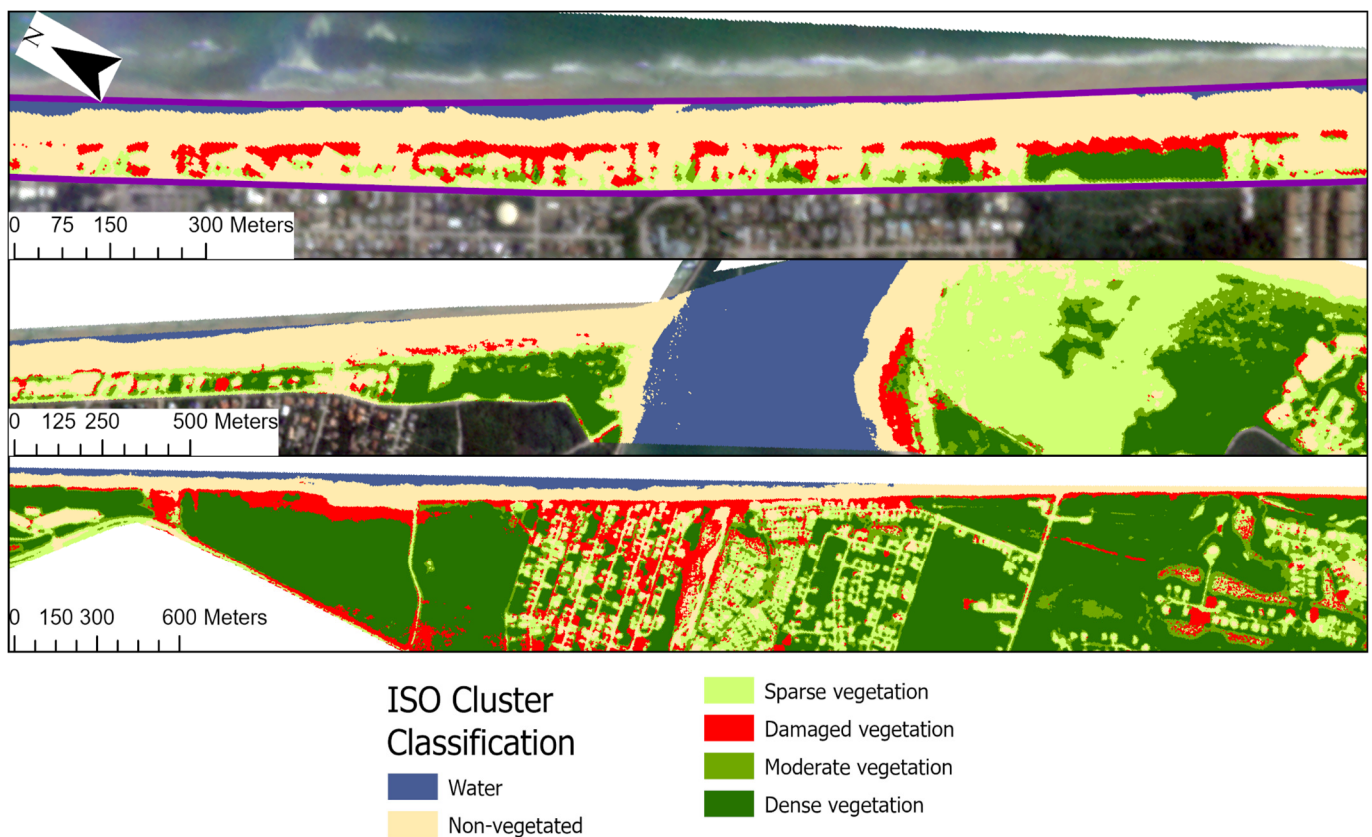 N
0 75 150 300 Meters
0 125 250 500 Meters
0 150 300 600 Meters
ISO Cluster
Classification
Water
Non-vegetated
Sparse vegetation
Damaged vegetation
Moderate vegetation
Dense vegetation